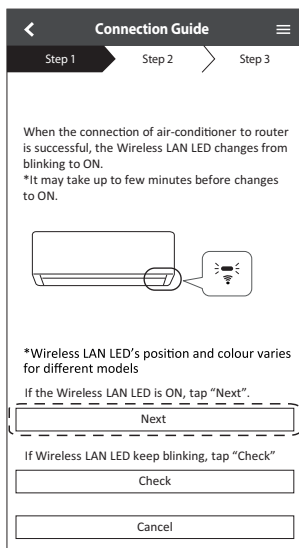 Connection Guide
Step 1 Step 2 Step 3
When the connection of air-conditioner to router
is successful, the Wireless LAN LED changes from
blinking to ON.
*It may take up to few minutes before changes
to ON.
*Wireless LAN LED's position and colour varies
for different models
If the Wireless LAN LED is ON, tap “Next”.
Next
If Wireless LAN LED keep blinking, tap “Check”
Check
Cancel